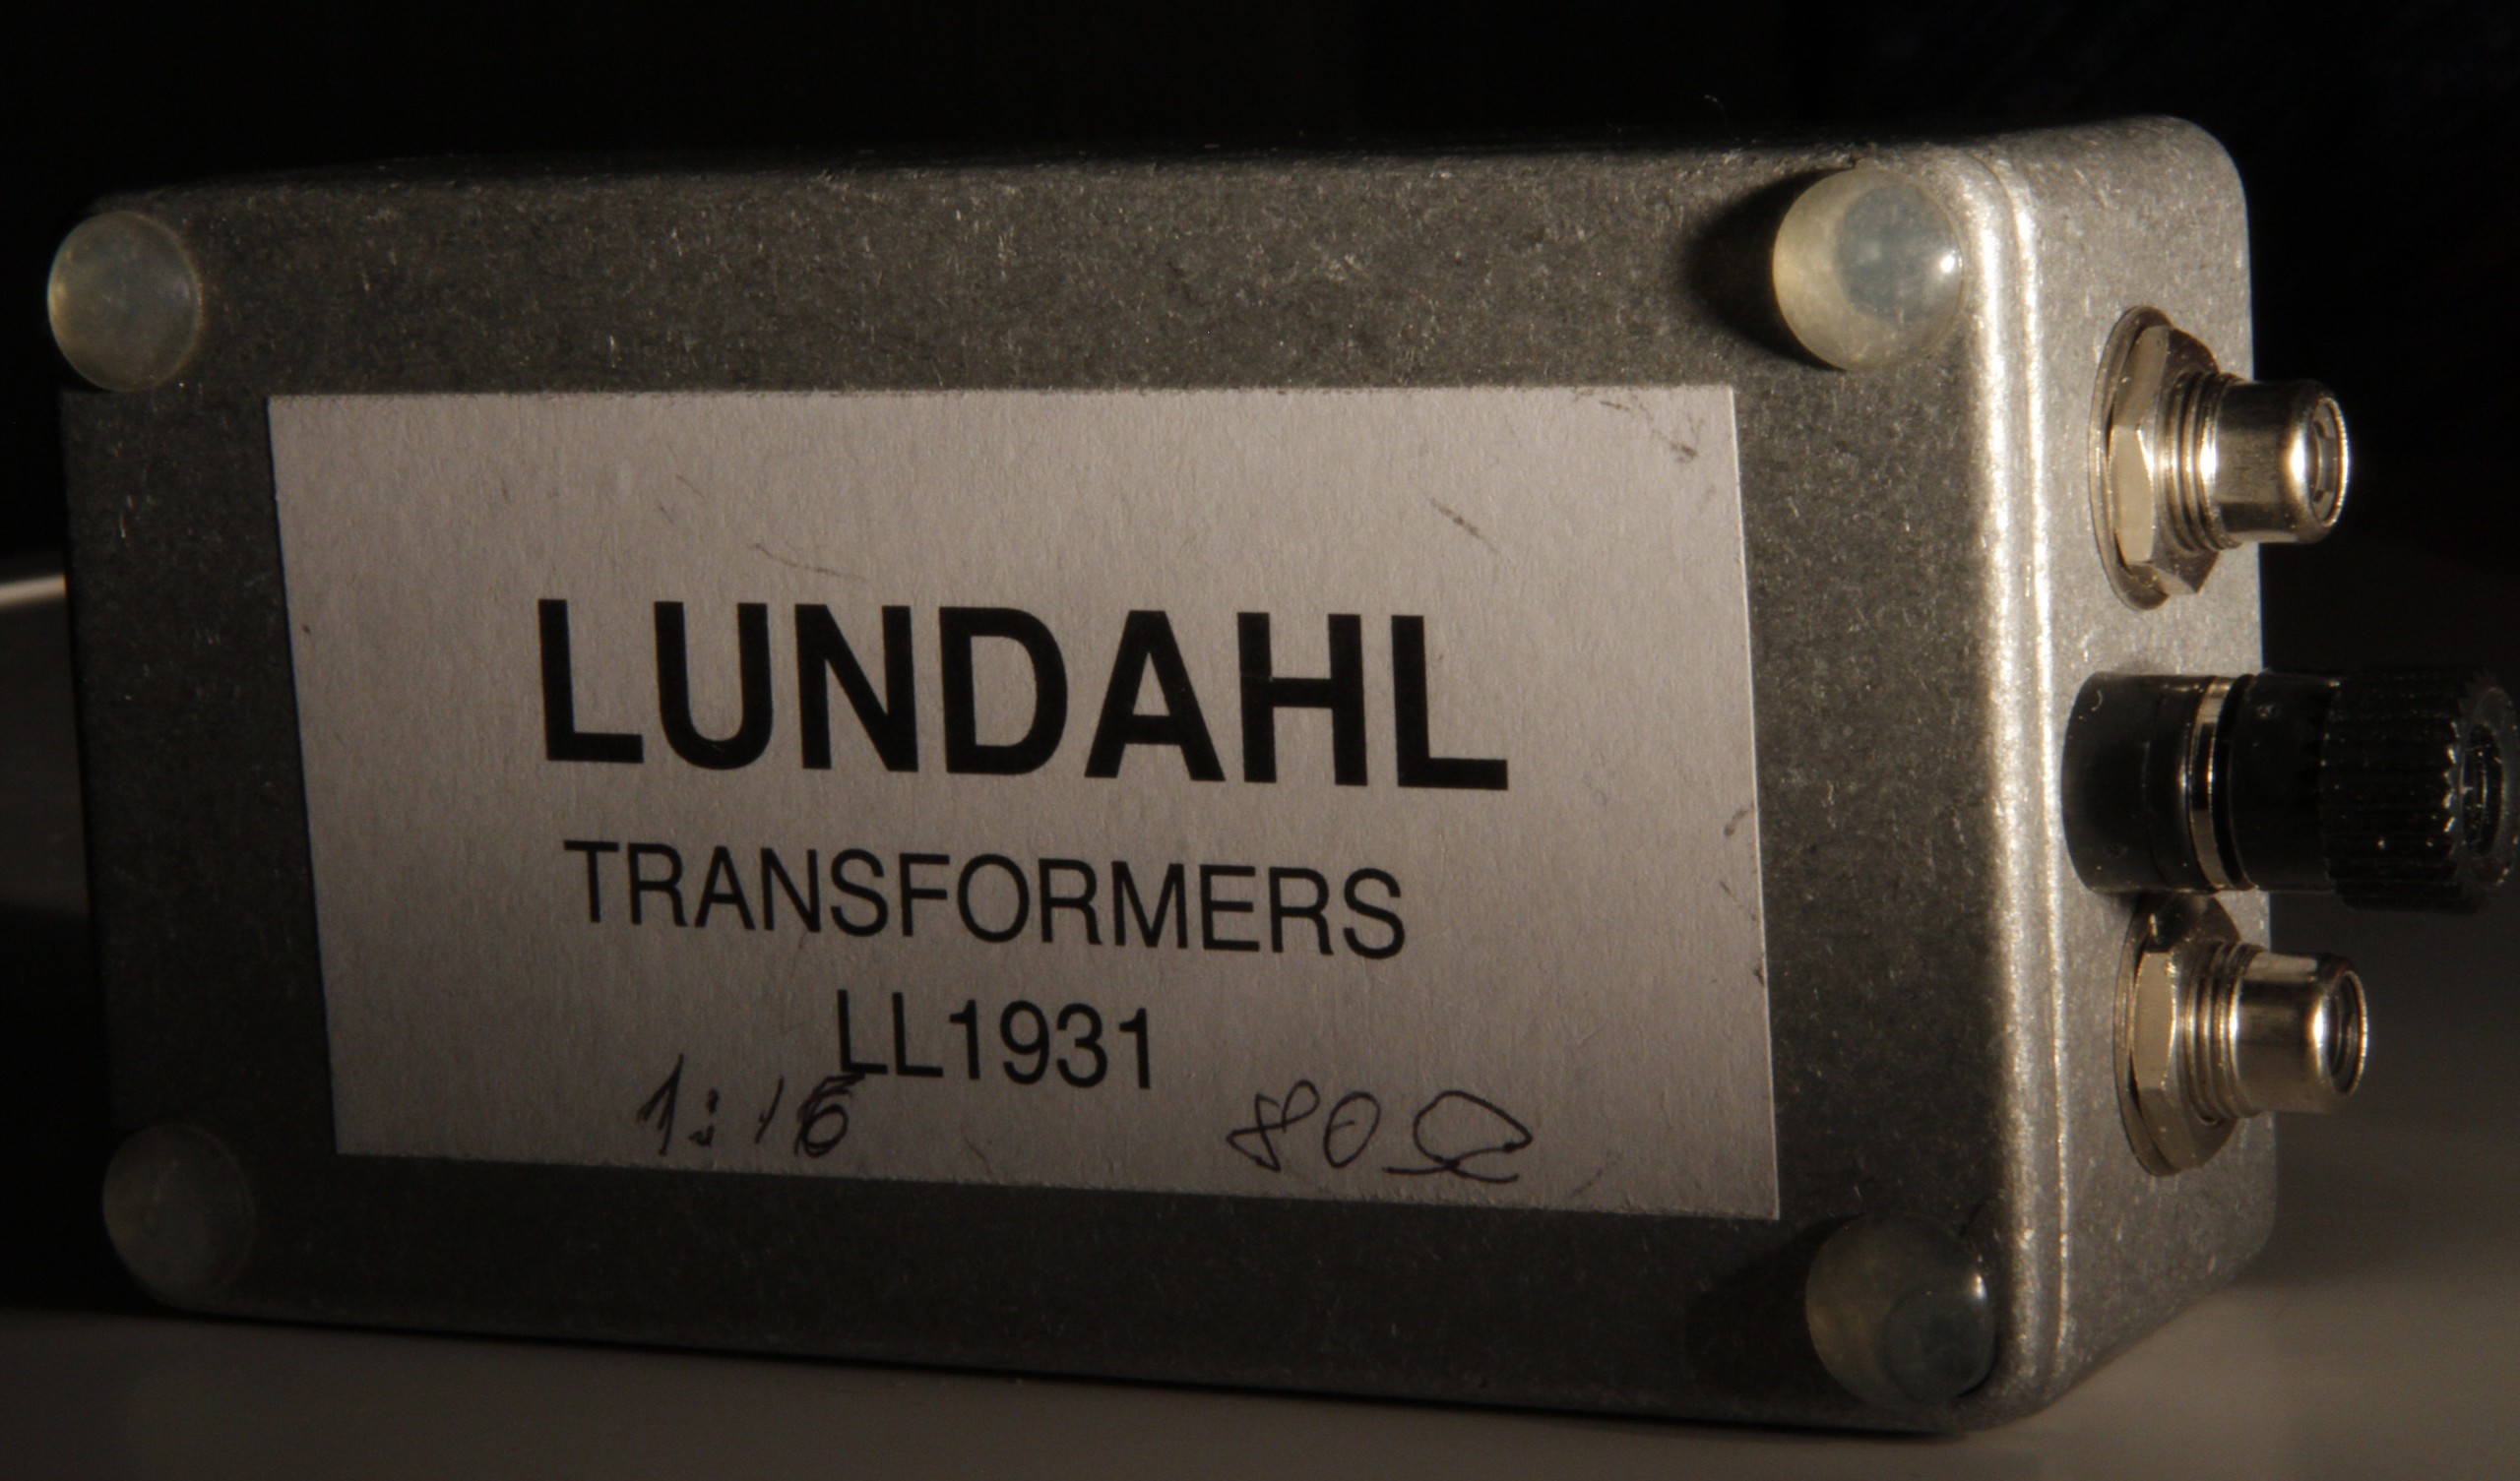 LUNDAHL
TRANSFORMERS
LL1931
1:16 80Ω